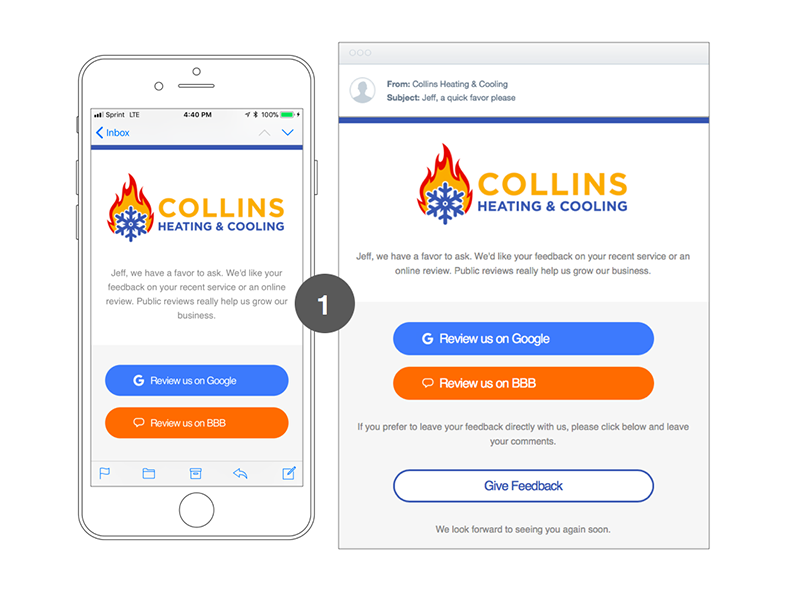 Sprint LTE 4:40 PM 100%
Inbox
COLLINS
HEATING & COOLING
Jeff, we have a favor to ask. We'd like your
feedback on your recent service or an online
review. Public reviews really help us grow our
business.
Review us on Google
Review us on BBB
1
From: Collins Heating & Cooling
Subject: Jeff, a quick favor please
COLLINS
HEATING & COOLING
Jeff, we have a favor to ask. We'd like your feedback on your recent service or an
online review. Public reviews really help us grow our business.
Review us on Google
Review us on BBB
If you prefer to leave your feedback directly with us, please click below and leave
your comments.
Give Feedback
We look forward to seeing you again soon.